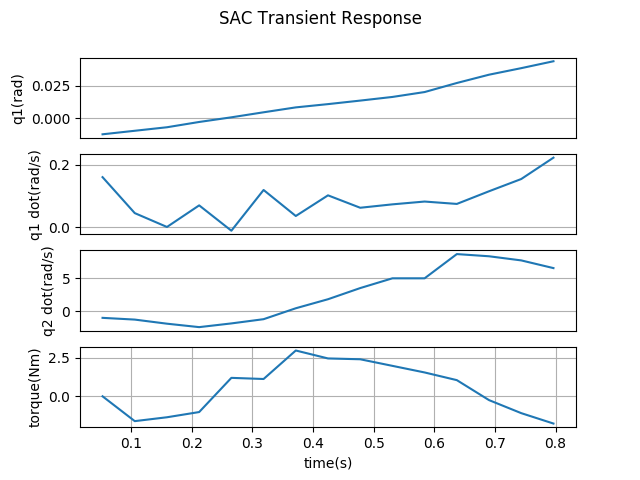 SAC Transient Response
q1(rad)
0.025
0.000
q1 dot(rad/s)
0.2
0.0
q2 dot(rad/s)
5
0
torque(Nm)
2.5
0.0
0.1 0.2 0.3 0.4 0.5 0.6 0.7 0.8
time(s)